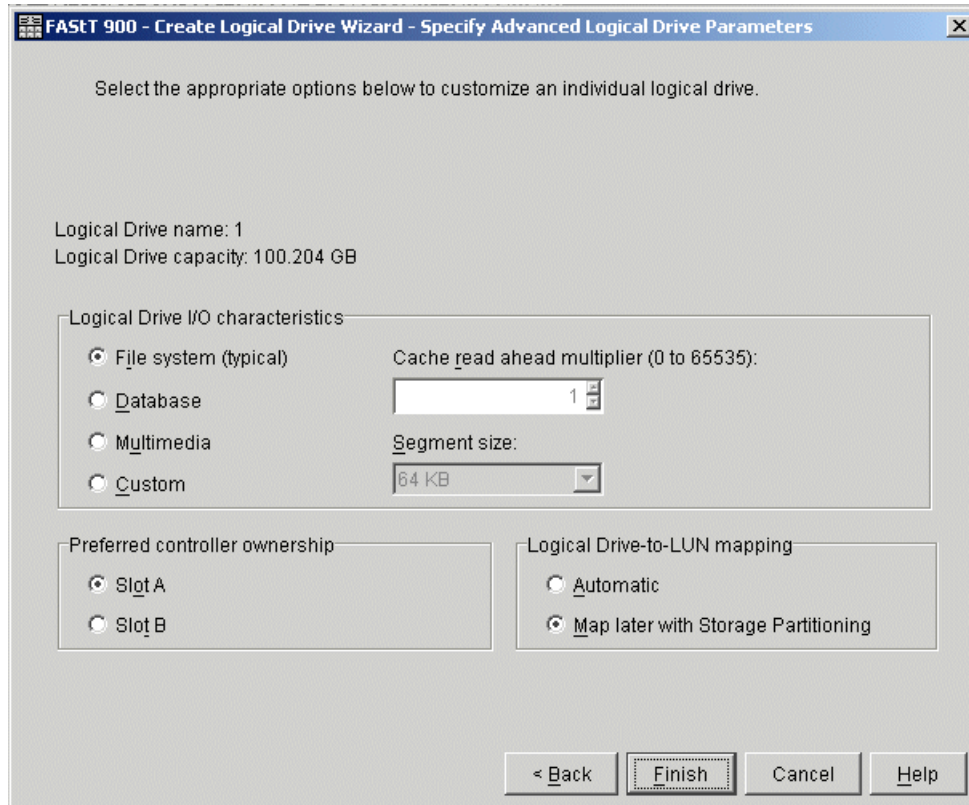 FAStT 900 - Create Logical Drive Wizard - Specify Advanced Logical Drive Parameters
Select the appropriate options below to customize an individual logical drive.
Logical Drive name: 1
Logical Drive capacity: 100.204 GB
Logical Drive I/O characteristics
File system (typical)
Database
Multimedia
Custom
Cache read ahead multiplier (0 to 65535):
1
Segment size:
64 KB
Preferred controller ownership
Slot A
Slot B
Logical Drive-to-LUN mapping
Automatic
Map later with Storage Partitioning
< Back
Finish
Cancel
Help